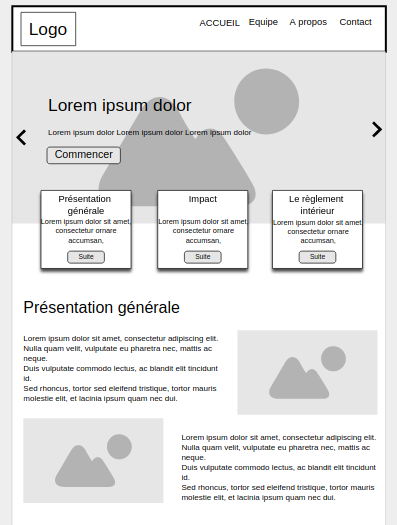 Logo
ACCUEIL Equipe A propos Contact
Lorem ipsum dolor
Lorem ipsum dolor Lorem ipsum dolor Lorem ipsum dolor
Commencer
Présentation
générale
Lorem ipsum dolor sit amet,
consectetur ornare
accumsan,
Suite
Impact
Lorem ipsum dolor sit amet,
consectetur ornare
accumsan,
Suite
Le règlement
intérieur
Lorem ipsum dolor sit amet,
consectetur ornare
accumsan,
Suite
Présentation générale
Lorem ipsum dolor sit amet, consectetur adipiscing elit.
Nulla quam velit, vulputate eu pharetra nec, mattis ac
neque.
Duis vulputate commodo lectus, ac blandit elit tincidunt
id.
Sed rhoncus, tortor sed eleifend tristique, tortor mauris
molestie elit, et lacinia ipsum quam nec dui.
Lorem ipsum dolor sit amet, consectetur adipiscing elit.
Nulla quam velit, vulputate eu pharetra nec, mattis ac
neque.
Duis vulputate commodo lectus, ac blandit elit tincidunt
id.
Sed rhoncus, tortor sed eleifend tristique, tortor mauris
molestie elit, et lacinia ipsum quam nec dui.